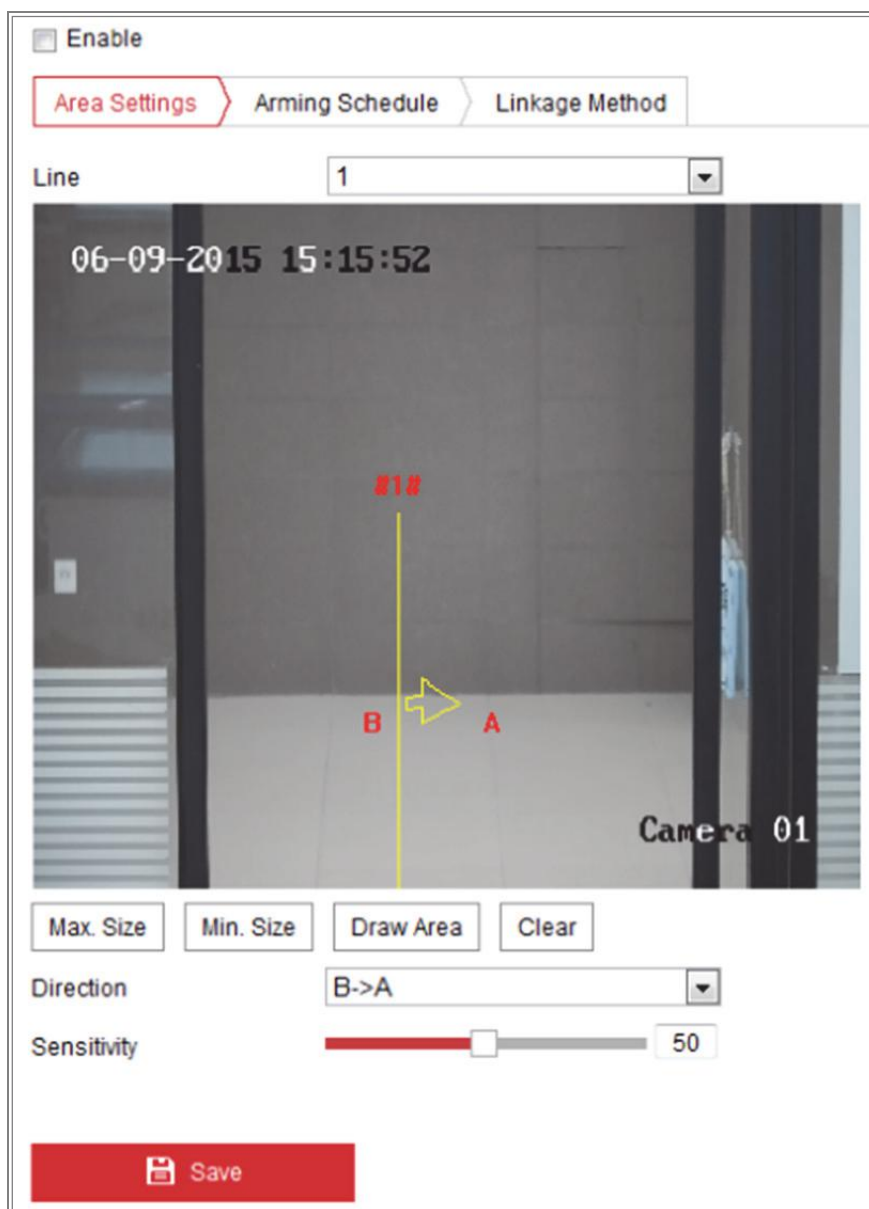 Enable
Area Settings Arming Schedule Linkage Method
Line 1
06-09-2015 15:15:52
#1#
B A
Camera 01
Max. Size Min. Size Draw Area Clear
Direction B->A
Sensitivity 50
Save